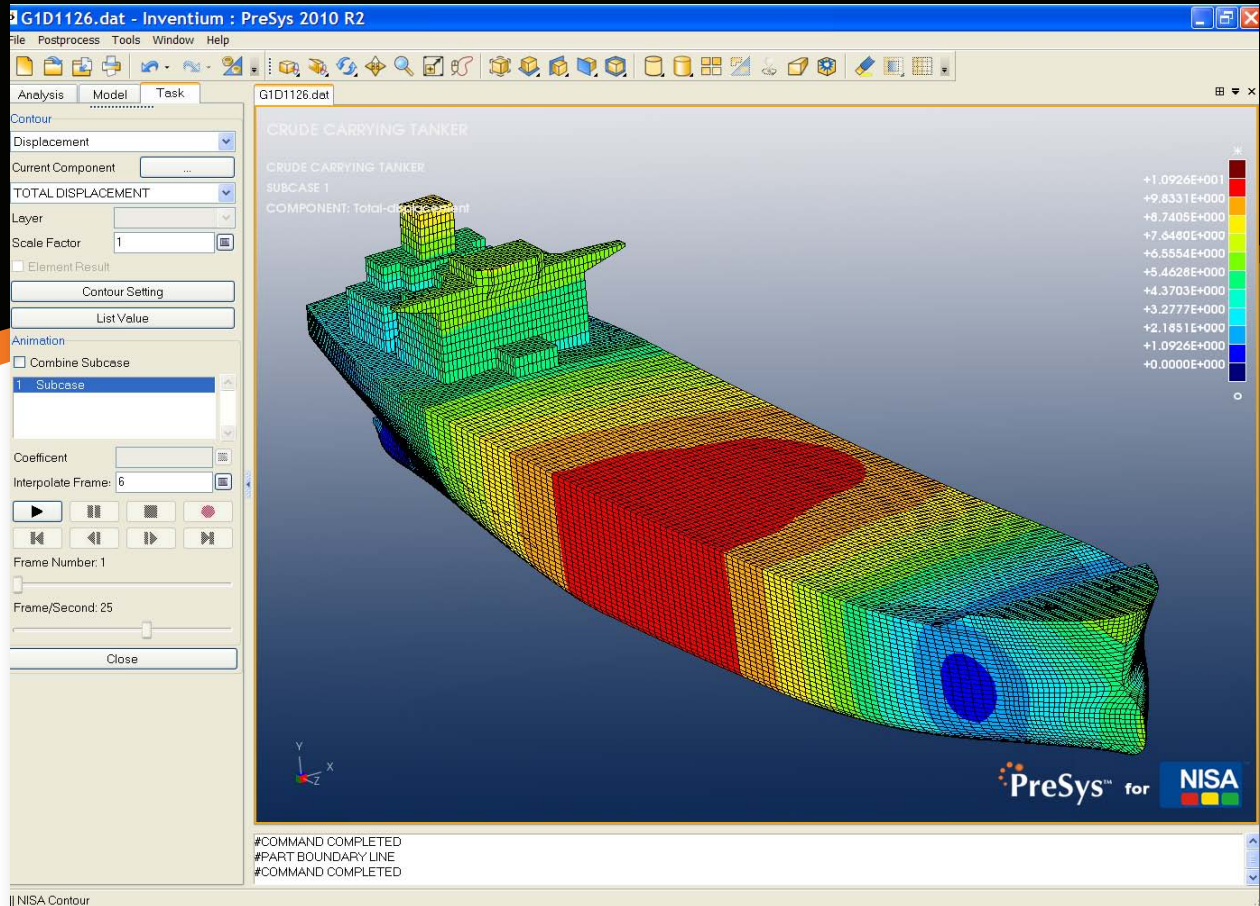 G1D1126.dat - Inventium : PreSys 2010 R2
File Postprocess Tools Window Help
Analysis Model Task
G1D1126.dat
Contour
Displacement
Current Component ...
TOTAL DISPLACEMENT
Layer
Scale Factor 1
Element Result
Contour Setting
List Value
Animation
Combine Subcase
1 Subcase
Coefficent
Interpolate Frame: 6
Frame Number: 1
Frame/Second: 25
Close
CRUDE CARRYING TANKER
CRUDE CARRYING TANKER
SUBCASE 1
COMPONENT: Total-displacement
+1.0926E+001
+9.8331E+000
+8.7405E+000
+7.6480E+000
+6.5554E+000
+5.4628E+000
+4.3703E+000
+3.2777E+000
+2.1851E+000
+1.0926E+000
+0.0000E+000
Y
X
Z
PreSys™ for NISA
#COMMAND COMPLETED
#PART BOUNDARY LINE
#COMMAND COMPLETED
|| NISA Contour